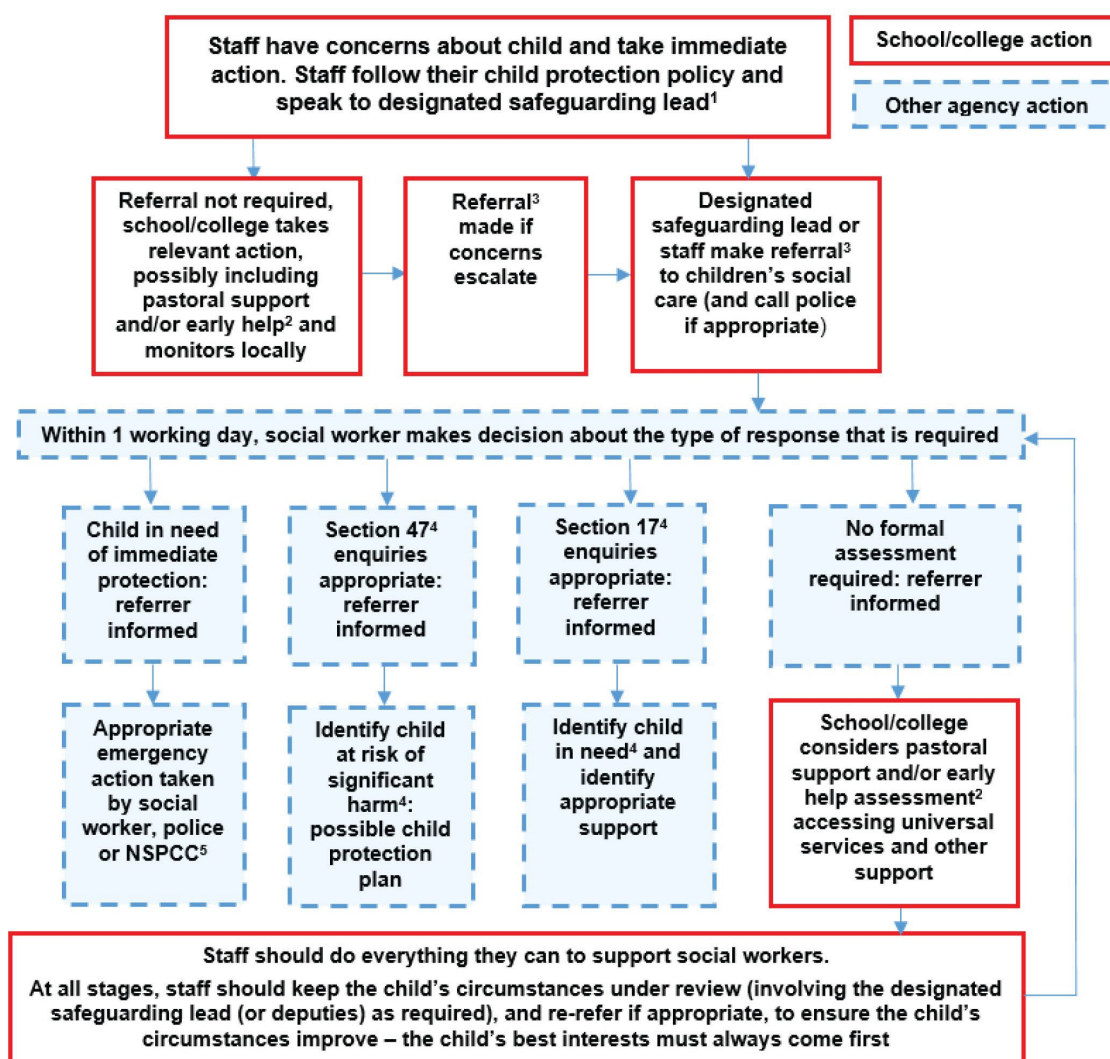 Staff have concerns about child and take immediate
action. Staff follow their child protection policy and
speak to designated safeguarding lead¹
School/college action
Other agency action
Referral not required,
school/college takes
relevant action,
possibly including
pastoral support
and/or early help² and
monitors locally
Referral³
made if
concerns
escalate
Designated
safeguarding lead or
staff make referral³
to children’s social
care (and call police
if appropriate)
Within 1 working day, social worker makes decision about the type of response that is required
Child in need
of immediate
protection:
referrer
informed
Section 47⁴
enquiries
appropriate:
referrer
informed
Section 17⁴
enquiries
appropriate:
referrer
informed
No formal
assessment
required: referrer
informed
Appropriate
emergency
action taken
by social
worker, police
or NSPCC⁵
Identify child
at risk of
significant
harm⁴:
possible child
protection
plan
Identify child
in need⁴ and
identify
appropriate
support
School/college
considers pastoral
support and/or early
help assessment²
accessing universal
services and other
support
Staff should do everything they can to support social workers.
At all stages, staff should keep the child’s circumstances under review (involving the designated
safeguarding lead (or deputies) as required), and re-refer if appropriate, to ensure the child’s
circumstances improve – the child’s best interests must always come first